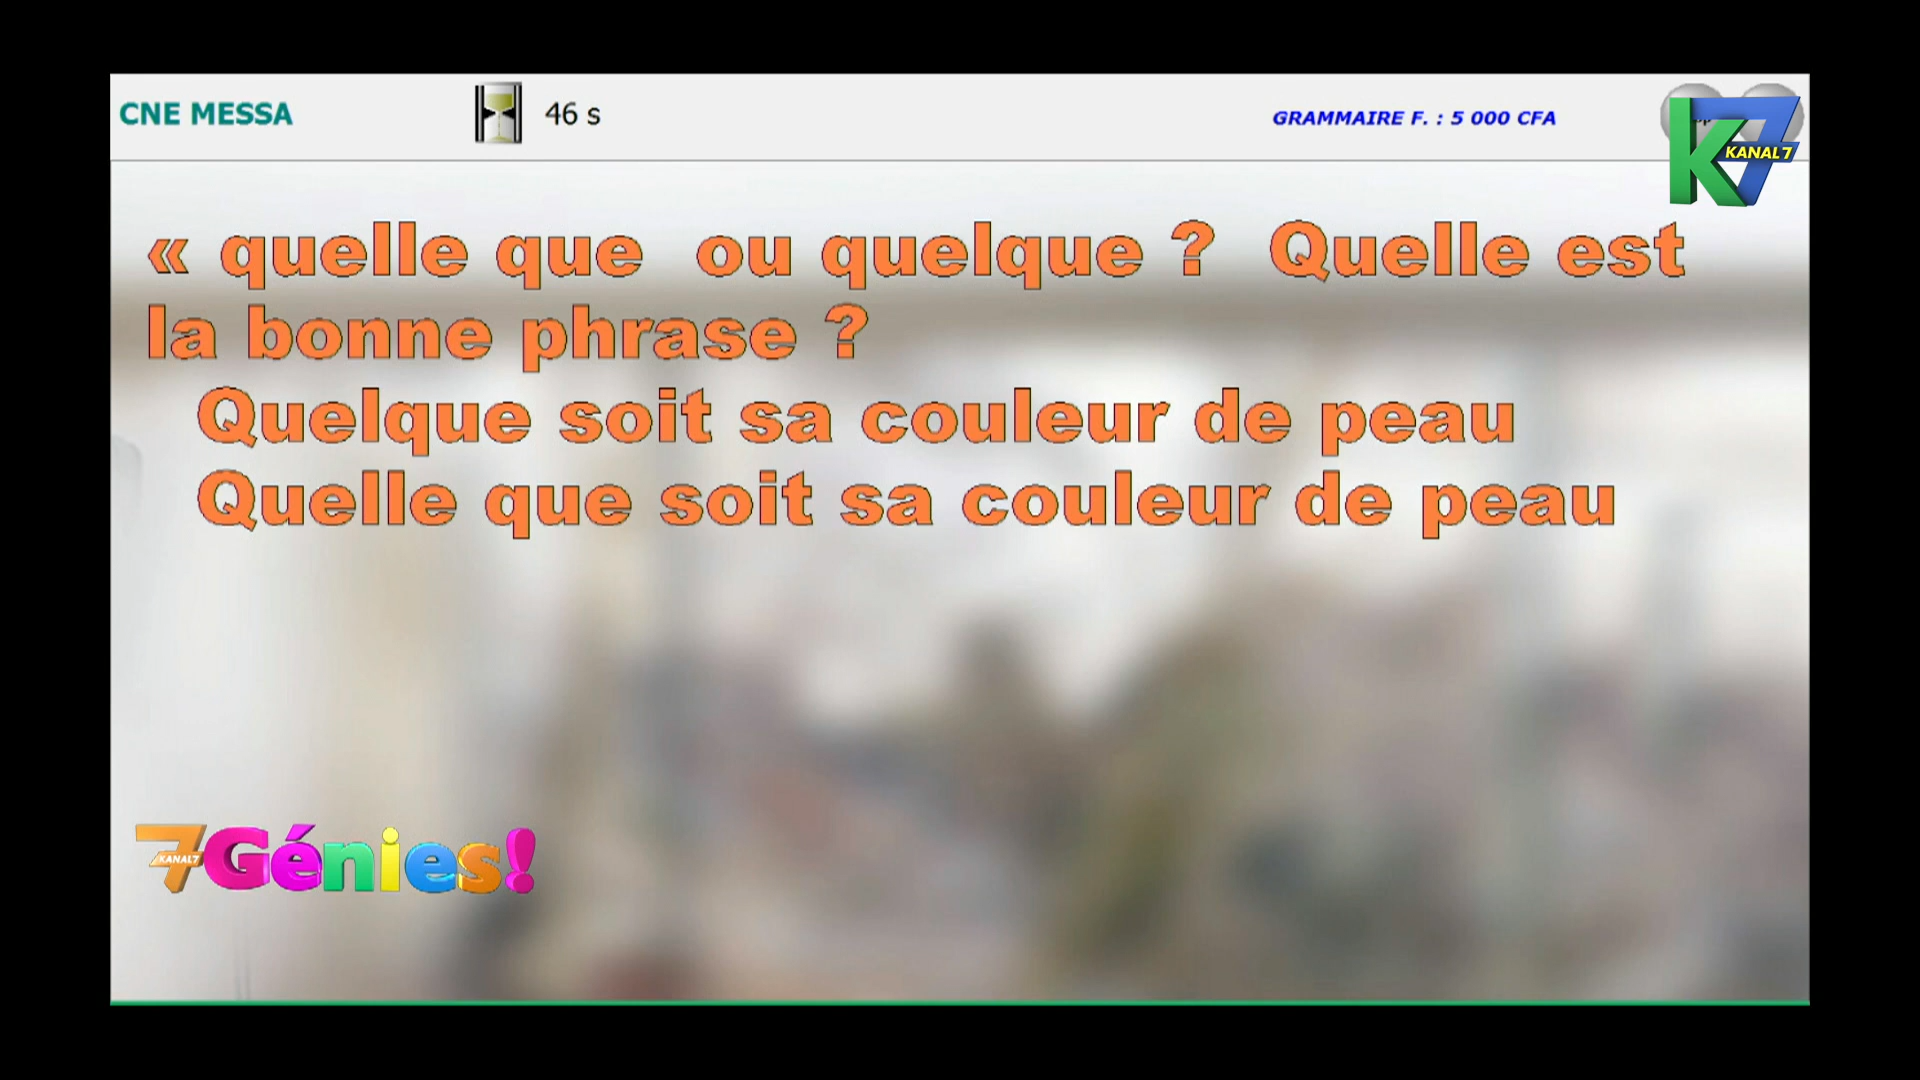 CNE MESSA
46 s
GRAMMAIRE F. : 5 000 CFA
KANAL7
« quelle que ou quelque ? Quelle est
la bonne phrase ?
Quelque soit sa couleur de peau
Quelle que soit sa couleur de peau
7 KANAL7 Génies!